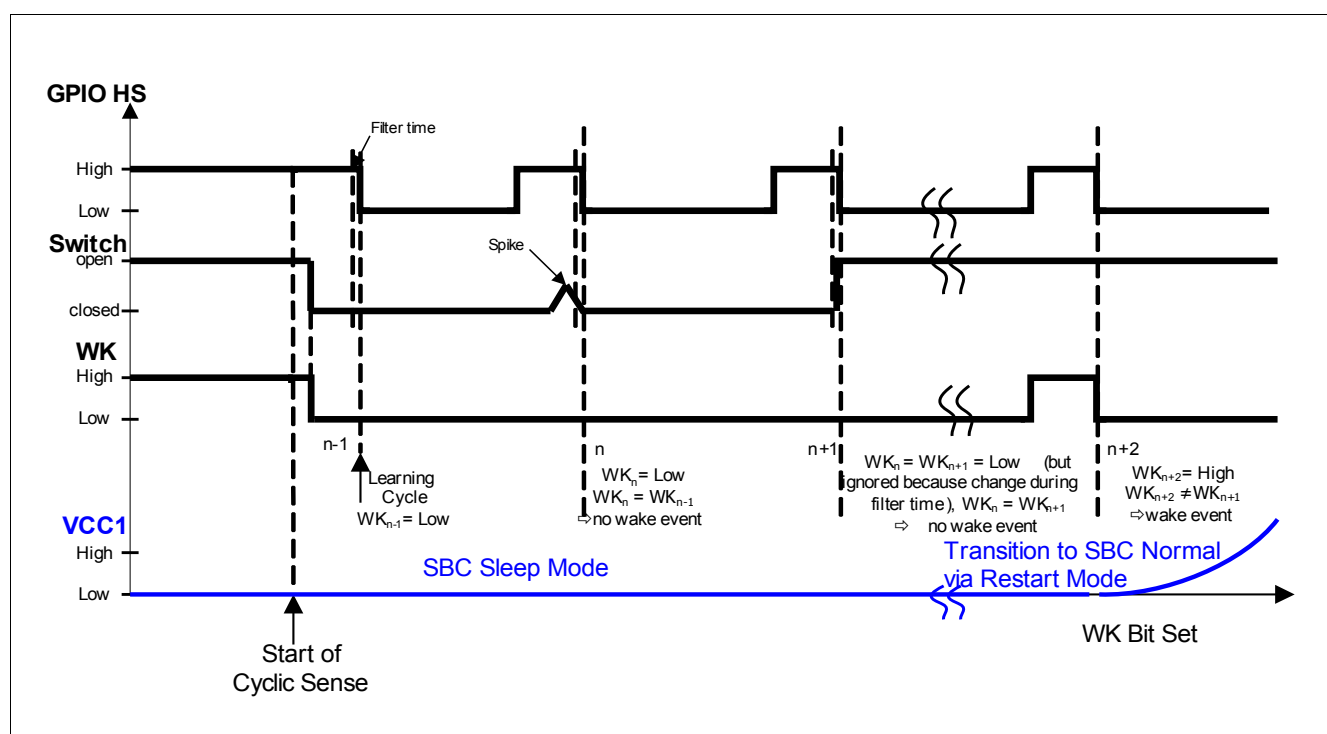 GPIO HS
Filter time
High
Low
Switch
open
Spike
closed
WK
High
Low
n-1
n
n+1
n+2
Learning
Cycle
WKn-1 = Low
WKn = Low
WKn = WKn-1
⇨no wake event
WKn = WKn+1 = Low (but
ignored because change during
filter time), WKn = WKn+1
⇨ no wake event
WKn+2 = High
WKn+2 ≠ WKn+1
⇨wake event
VCC1
High
Low
SBC Sleep Mode
Transition to SBC Normal
via Restart Mode
Start of
Cyclic Sense
WK Bit Set